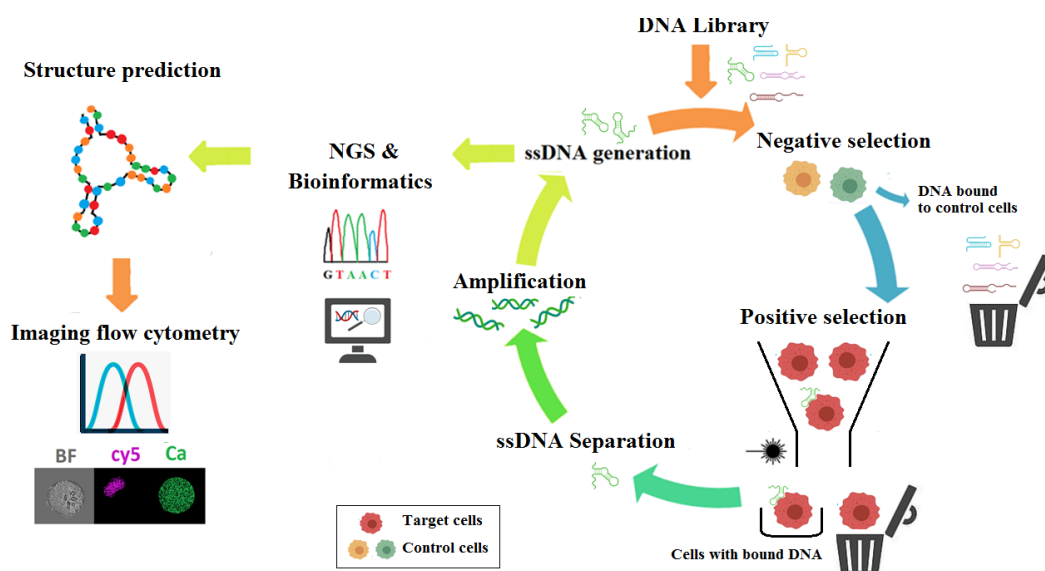 DNA Library
Structure prediction
NGS &
Bioinformatics
ssDNA generation
Negative selection
DNA bound
to control cells
G T A A C T
Amplification
Positive selection
Imaging flow cytometry
ssDNA Separation
BF
cy5
Ca
Target cells
Control cells
Cells with bound DNA